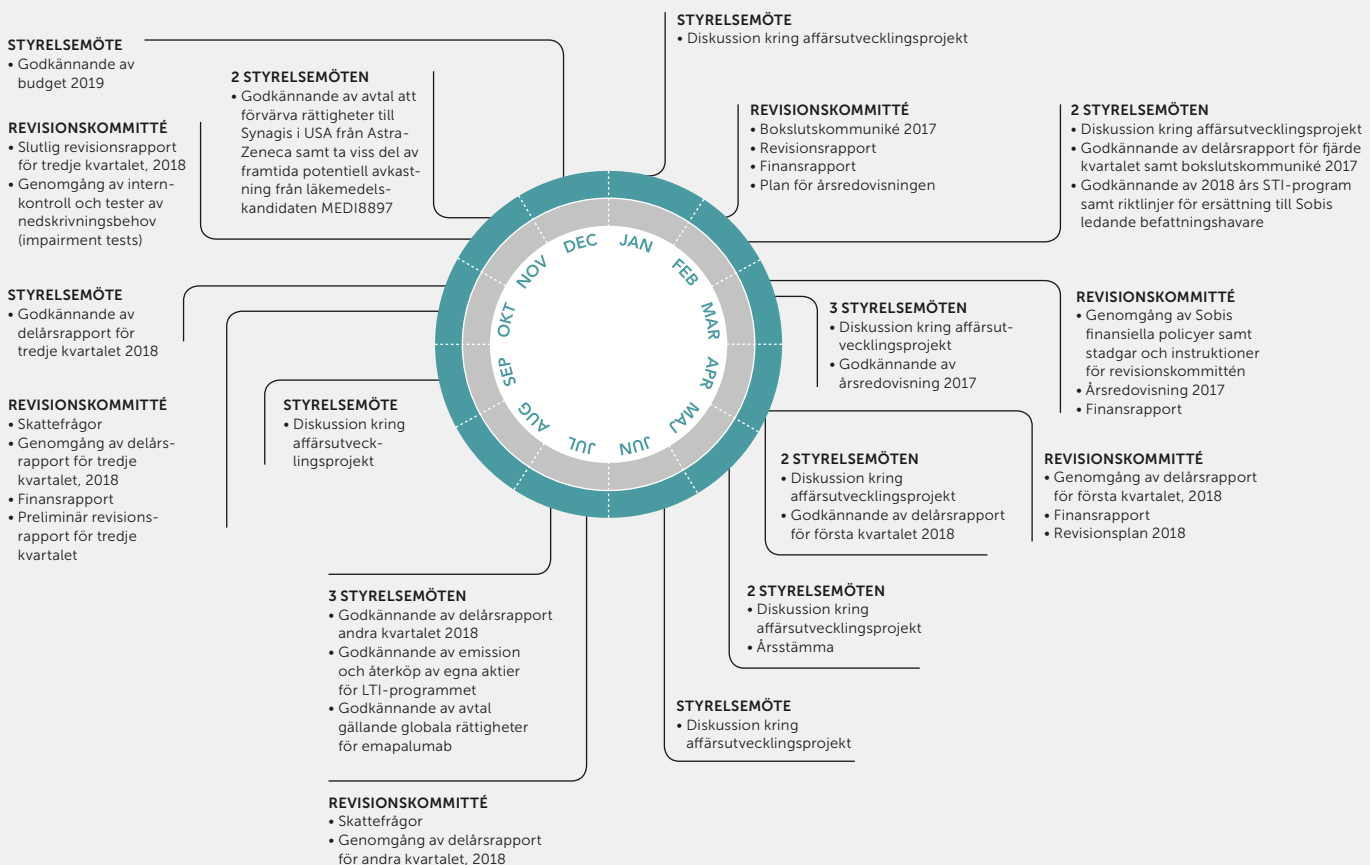 STYRELSEMÖTE
• Diskussion kring affärsutvecklingsprojekt
REVISIONSKOMMITTÉ
• Bokslutskommuniké 2017
• Revisionsrapport
• Finansrapport
• Plan för årsredovisningen
2 STYRELSEMÖTEN
• Diskussion kring affärsutvecklingsprojekt
• Godkännande av delårsrapport för fjärde
kvartalet samt bokslutskommuniké 2017
• Godkännande av 2018 års STI-program
samt riktlinjer för ersättning till Sobis
ledande befattningshavare
REVISIONSKOMMITTÉ
• Genomgång av Sobis
finansiella policyer samt
stadgar och instruktioner
för revisionskommittén
• Årsredovisning 2017
• Finansrapport
3 STYRELSEMÖTEN
• Diskussion kring affärsut-
vecklingsprojekt
• Godkännande av
årsredovisning 2017
REVISIONSKOMMITTÉ
• Genomgång av delårsrapport
för första kvartalet, 2018
• Finansrapport
• Revisionsplan 2018
2 STYRELSEMÖTEN
• Diskussion kring
affärsutvecklingsprojekt
• Godkännande av delårsrapport
för första kvartalet 2018
2 STYRELSEMÖTEN
• Diskussion kring
affärsutvecklingsprojekt
• Årsstämma
STYRELSEMÖTE
• Diskussion kring
affärsutvecklingsprojekt
REVISIONSKOMMITTÉ
• Skattefrågor
• Genomgång av delårsrapport
för andra kvartalet, 2018
3 STYRELSEMÖTEN
• Godkännande av delårsrapport
andra kvartalet 2018
• Godkännande av emission
och återköp av egna aktier
för LTI-programmet
• Godkännande av avtal
gällande globala rättigheter
för emapalumab
STYRELSEMÖTE
• Diskussion kring
affärsutveck-
lingsprojekt
REVISIONSKOMMITTÉ
• Skattefrågor
• Genomgång av delårs-
rapport för tredje
kvartalet, 2018
• Finansrapport
• Preliminär revisions-
rapport för tredje
kvartalet
STYRELSEMÖTE
• Godkännande av
delårsrapport för
tredje kvartalet 2018
REVISIONSKOMMITTÉ
• Slutlig revisionsrapport
för tredje kvartalet, 2018
• Genomgång av intern-
kontroll och tester av
nedskrivningsbehov
(impairment tests)
2 STYRELSEMÖTEN
• Godkännande av avtal att
förvärva rättigheter till
Synagis i USA från Astra-
Zeneca samt ta viss del av
framtida potentiell avkast-
ning från läkemedels-
kandidaten MEDI8897
STYRELSEMÖTE
• Godkännande av
budget 2019
JAN
FEB
MAR
APR
MAJ
JUN
JUL
AUG
SEP
OKT
NOV
DEC